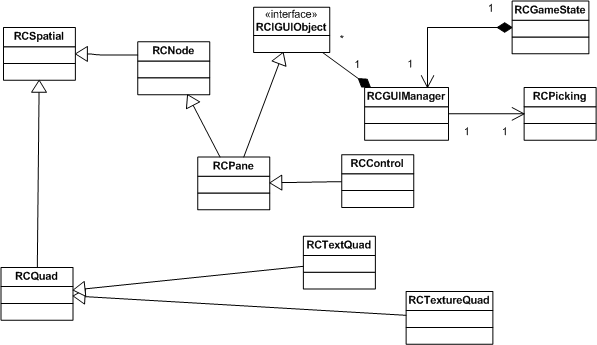 «interface»
RCIGUIObject
RCGameState
1
RCSpatial
RCNode
*
1
1
RCGUIManager
RCPicking
1
1
RCPane
RCControl
RCTextQuad
RCQuad
RCTextureQuad